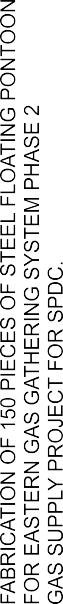 FABRICATION OF 150 PIECES OF STEEL FLOATING PONTOON
FOR EASTERN GAS GATHERING SYSTEM PHASE 2
GAS SUPPLY PROJECT FOR SPDC.